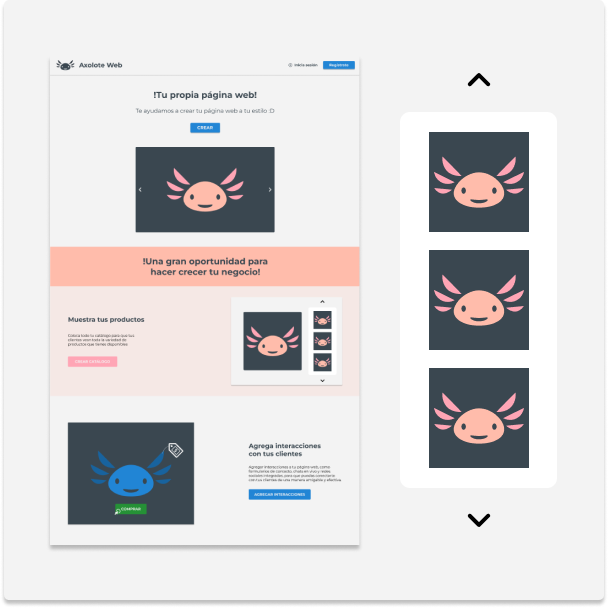 Axolote Web
Inicia sesión
Regístrate
!Tu propia página web!
Te ayudamos a crear tu página web a tu estilo :D
CREAR
!Una gran oportunidad para
hacer crecer tu negocio!
Muestra tus productos
Coloca todo tu catálogo para que tus
clientes vean toda la variedad de
productos que tienes disponibles
CREAR CATÁLOGO
Agrega interacciones
con tus clientes
Agregar interacciones a tu página web, como
formularios de contacto, chats en vivo y redes
sociales integradas, para que puedas conectarte
con tus clientes de una manera amigable y efectiva.
AGREGAR INTERACCIONES
COMPRAR